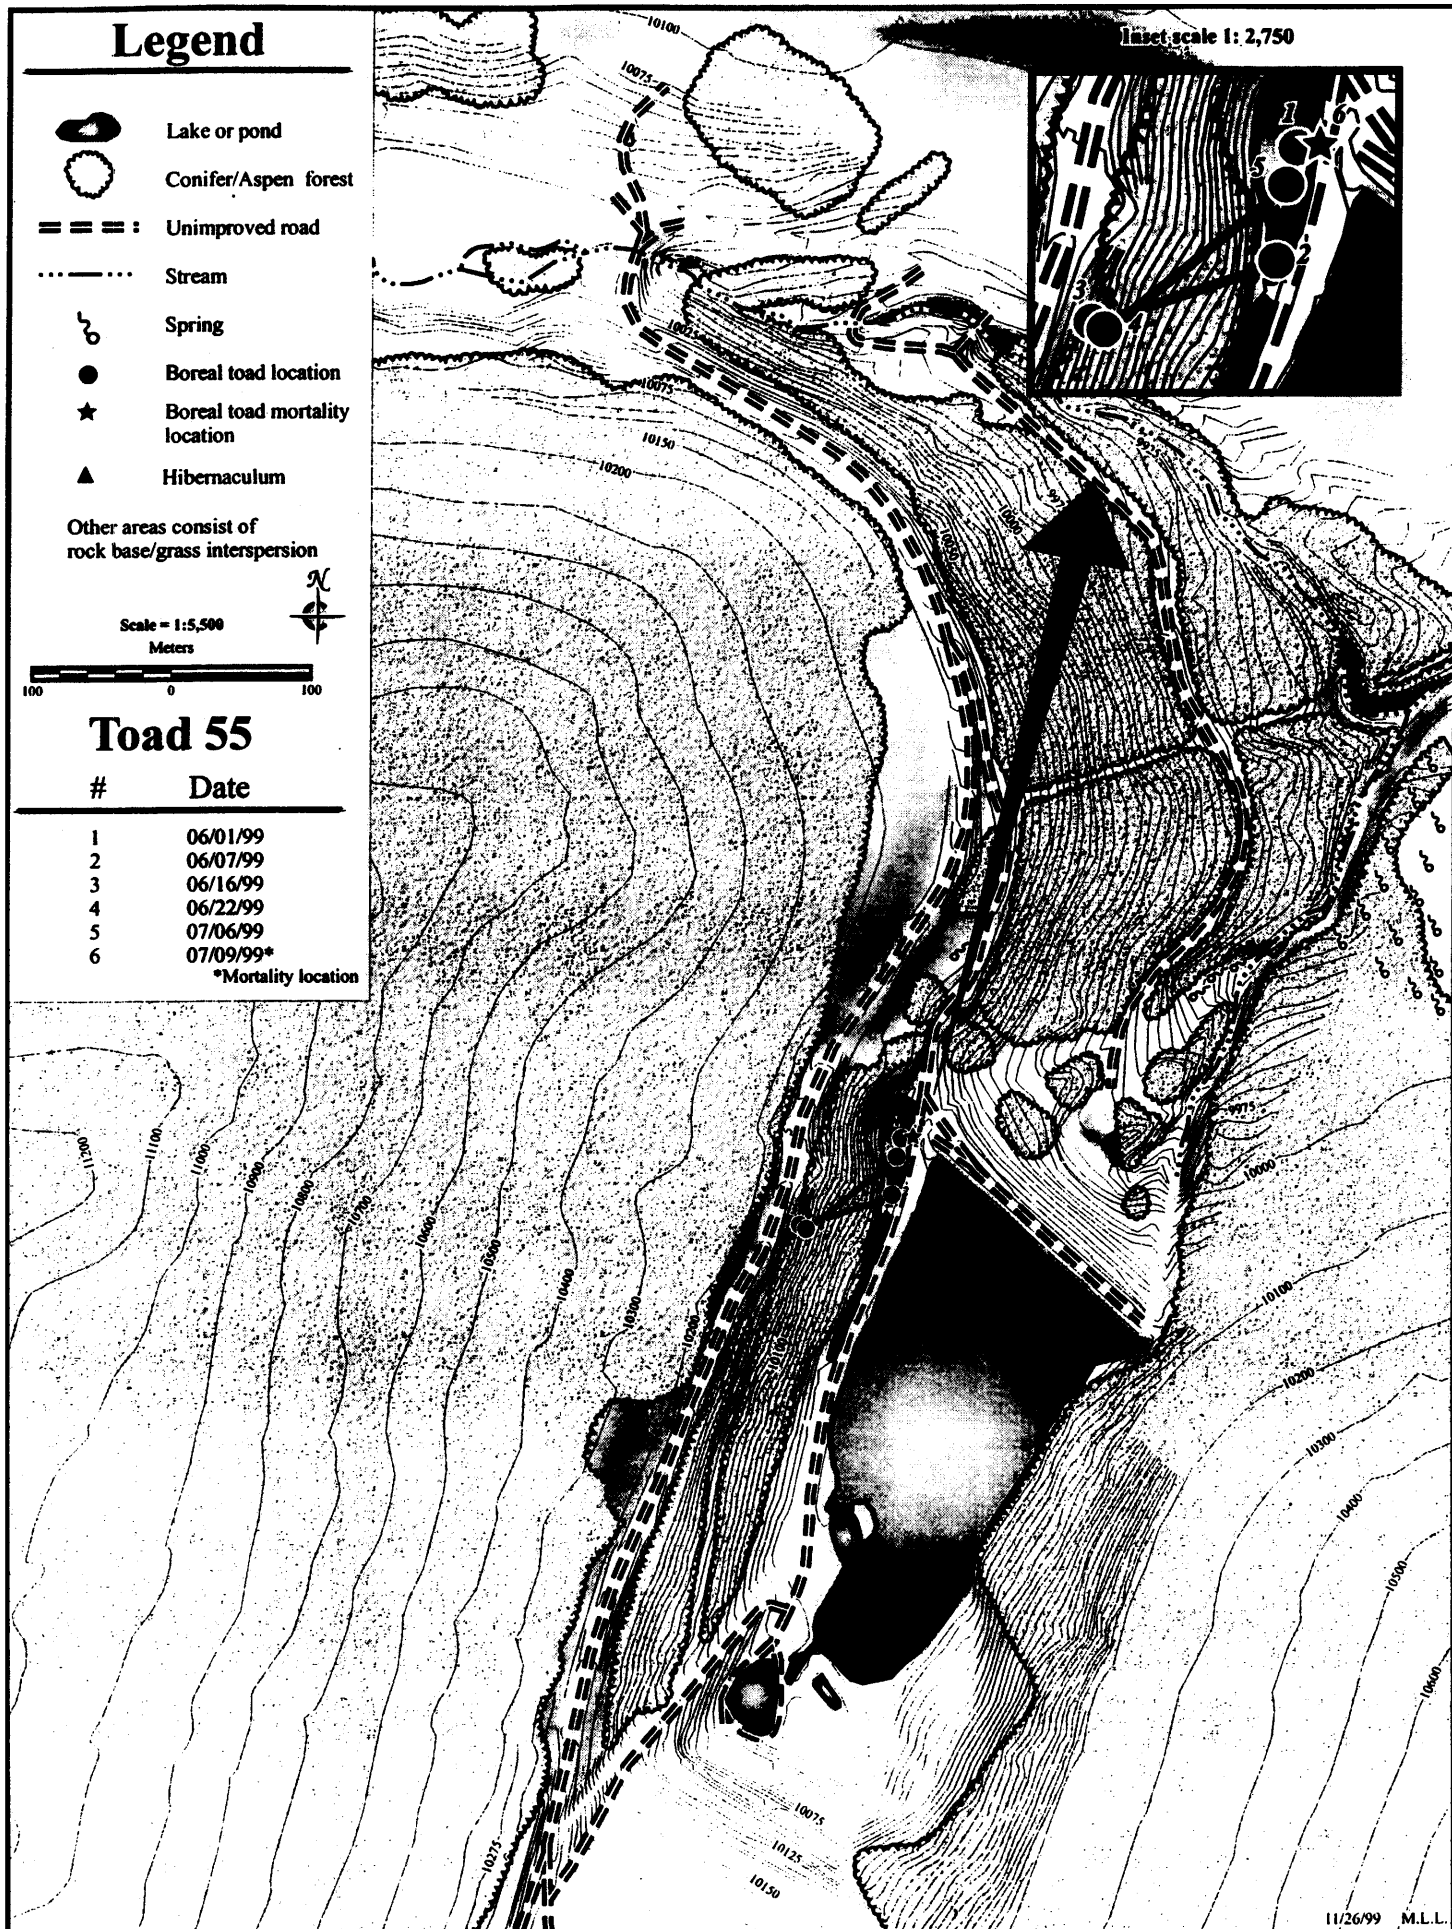 Legend
Lake or pond
Conifer/Aspen forest
Unimproved road
Stream
Spring
Boreal toad location
Boreal toad mortality
location
Hibernaculum
Other areas consist of
rock base/grass interspersion
N
Scale = 1:5,500
Meters
100 0 100
Toad 55
# Date
1 06/01/99
2 06/07/99
3 06/16/99
4 06/22/99
5 07/06/99
6 07/09/99*
*Mortality location
Inset scale 1: 2,750
1
6
5
2
3
4
10100
10075
10025
10075
10150
10200
9925
10000
10050
11200
11100
11000
10900
10800
10700
10600
10500
10400
10300
10200
10100
9975
10000
10100
10200
10300
10400
10500
10600
10275
10075
10125
10150
11/26/99 M.L.L.